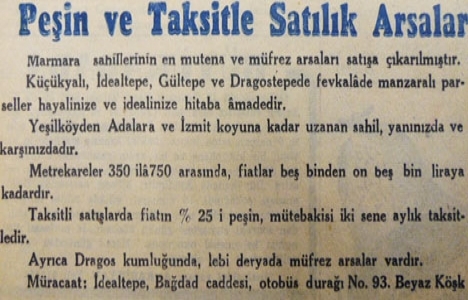 Peşin ve Taksitle Satılık Arsalar
Marmara sahillerinin en mutena ve müfrez arsaları satışa çıkarılmıştır.
Küçükyalı, İdealtepe, Gültepe ve Dragostepede fevkalâde manzaralı par-
seller hayalinize ve idealinize hitaba âmadedir.
Yeşilköyden Adalara ve İzmit koyuna kadar uzanan sahil, yanınızda ve
karşınızdadır.
Metrekareler 350 ilâ750 arasında, fiatlar beş binden on beş bin liraya
kadardır.
Taksitli satışlarda fiatın % 25 i peşin, mütebakisi iki sene aylık taksit-
ledir.
Ayrıca Dragos kumluğunda, lebi deryada müfrez arsalar vardır.
Müracaat: İdealtepe, Bağdad caddesi, otobüs durağı No. 93. Beyaz Köşk